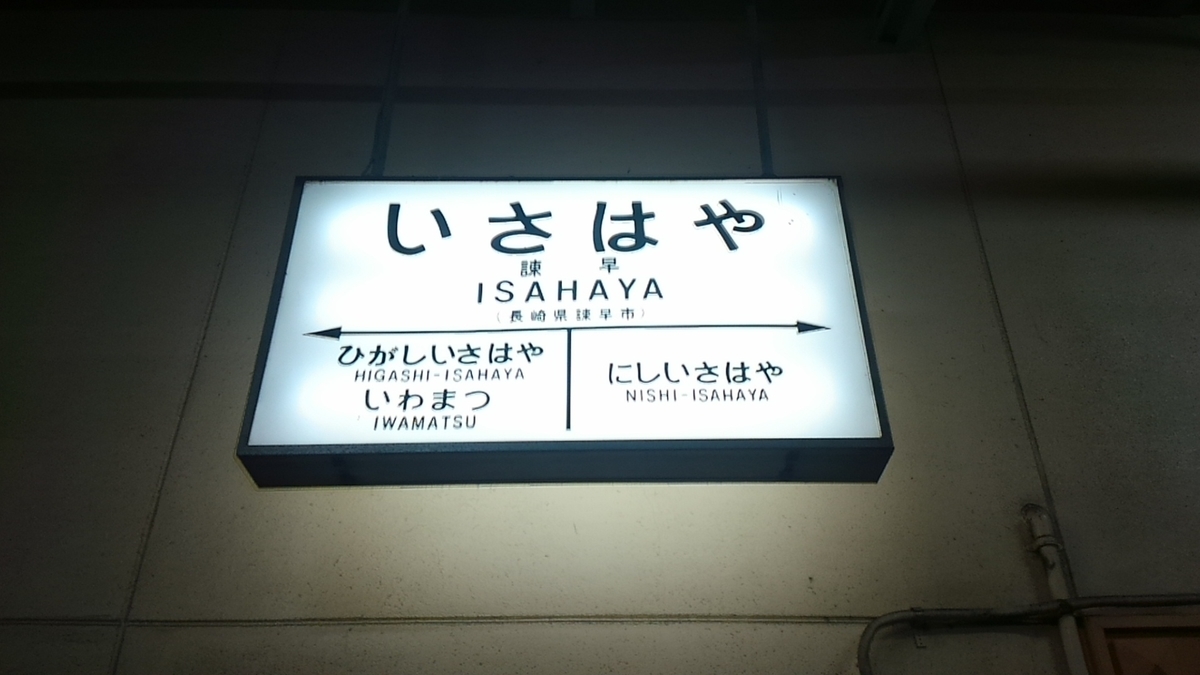 いさはや
諫早
ISAHAYA
(長崎県諫早市)
ひがしいさはや
HIGASHI-ISAHAYA
いわまつ
IWAMATSU
にしいさはや
NISHI-ISAHAYA